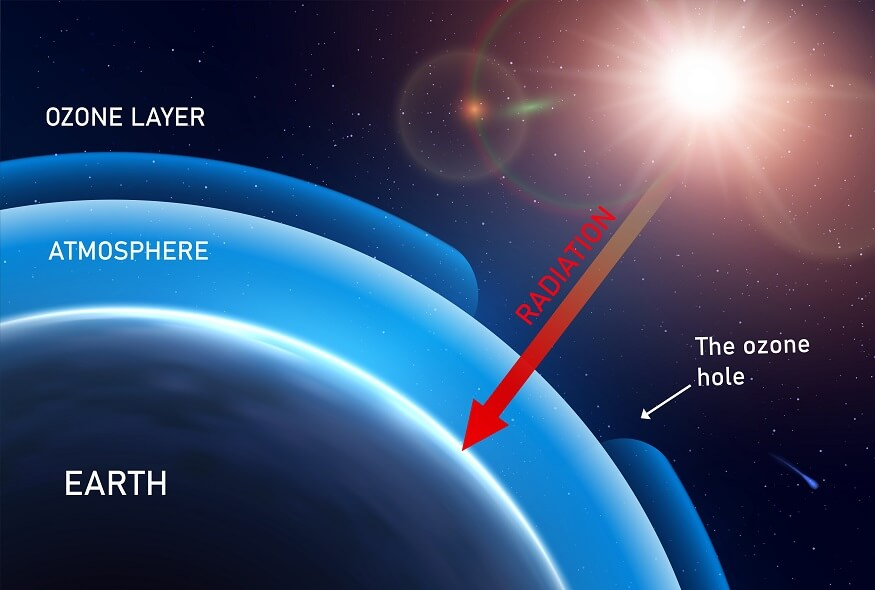 OZONE LAYER
ATMOSPHERE
RADIATION
The ozone
hole
EARTH